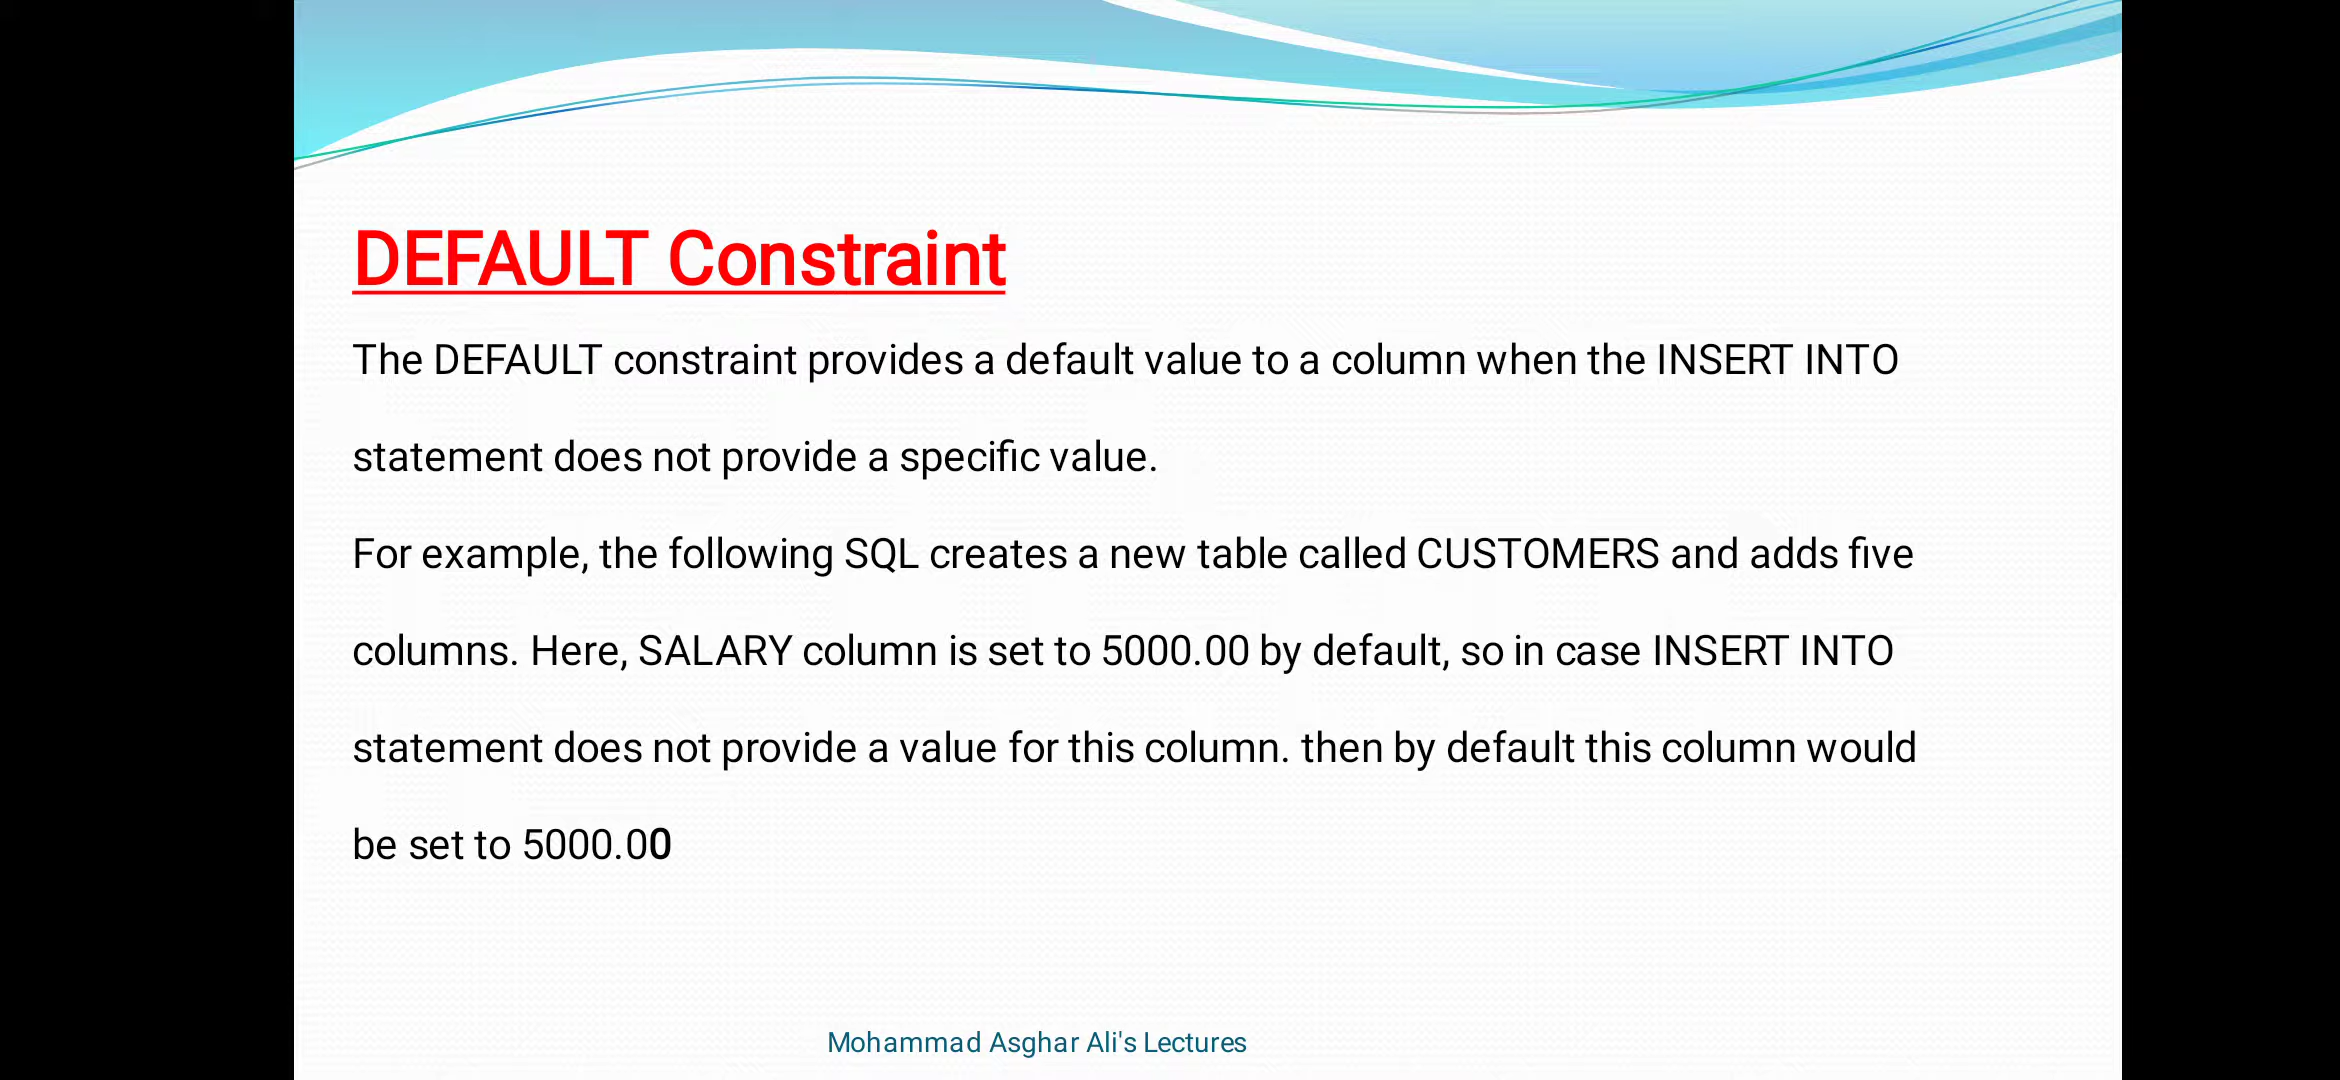 DEFAULT Constraint
The DEFAULT constraint provides a default value to a column when the INSERT INTO
statement does not provide a specific value.
For example, the following SQL creates a new table called CUSTOMERS and adds five
columns. Here, SALARY column is set to 5000.00 by default, so in case INSERT INTO
statement does not provide a value for this column. then by default this column would
be set to 5000.00
Mohammad Asghar Ali's Lectures